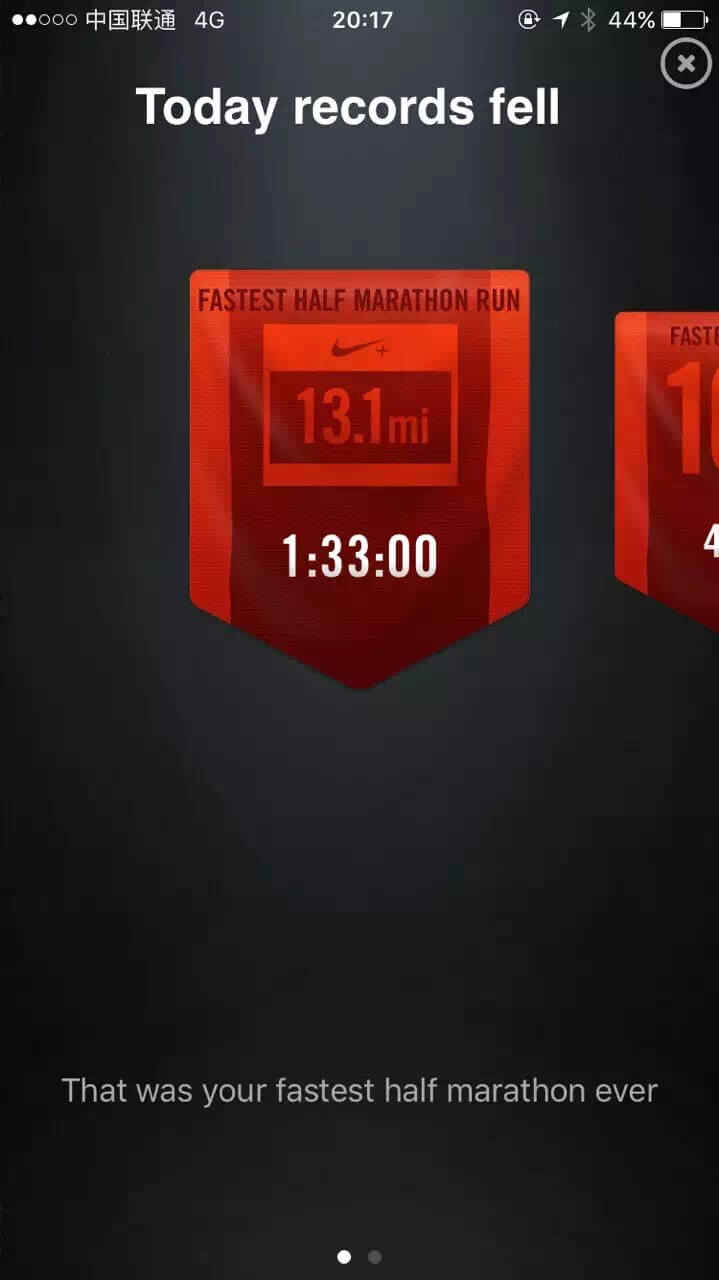 中国联通 4G 20:17 44%
Today records fell
FASTEST HALF MARATHON RUN
13.1mi
1:33:00
That was your fastest half marathon ever